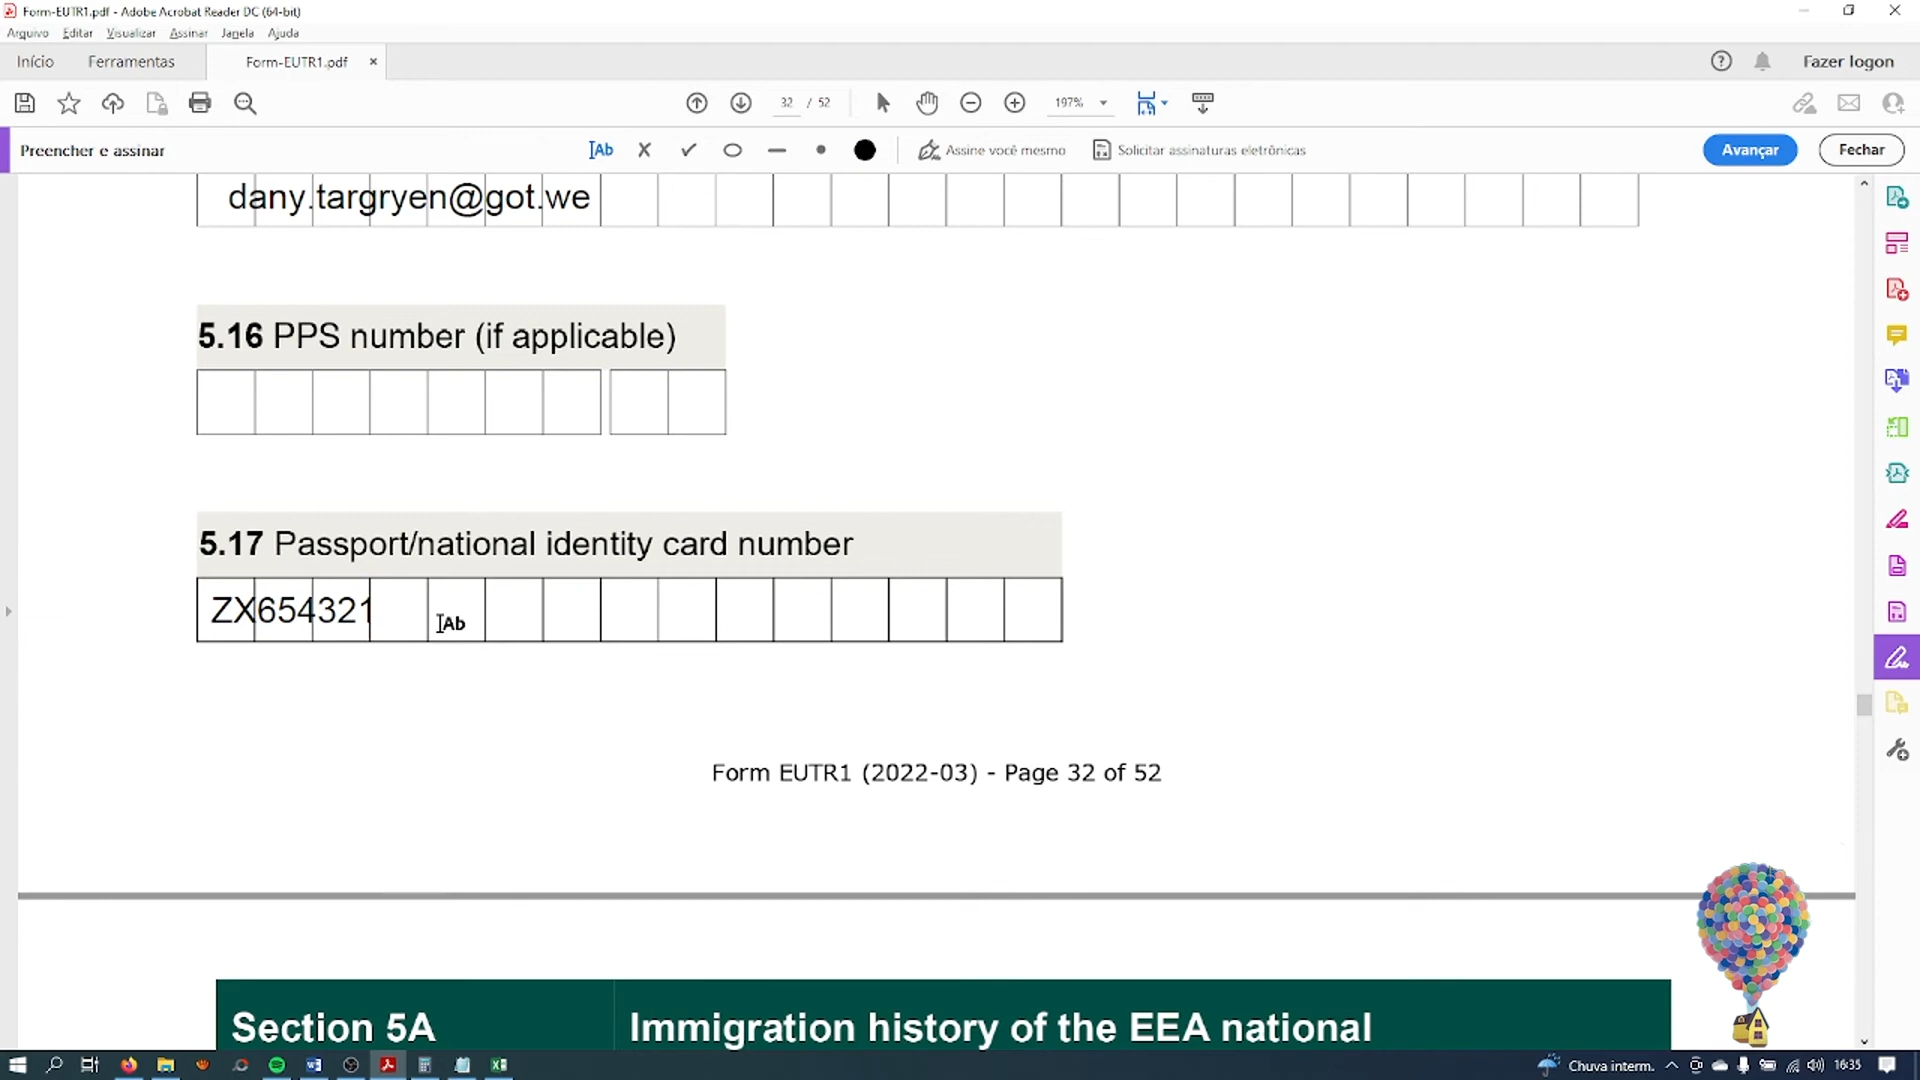 Form-EUTR1.pdf - Adobe Acrobat Reader DC (64-bit)
Arquivo Editar Visualizar Assinar Janela Ajuda
Início Ferramentas Form-EUTR1.pdf × Fazer logon
32 / 52 197%
Preencher e assinar Ab Assine você mesmo Solicitar assinaturas eletrônicas Avançar Fechar
dany.targryen@got.we
5.16 PPS number (if applicable)
5.17 Passport/national identity card number
ZX654321 Ab
Form EUTR1 (2022-03) - Page 32 of 52
Section 5A Immigration history of the EEA national
Chuva interm. 16:35